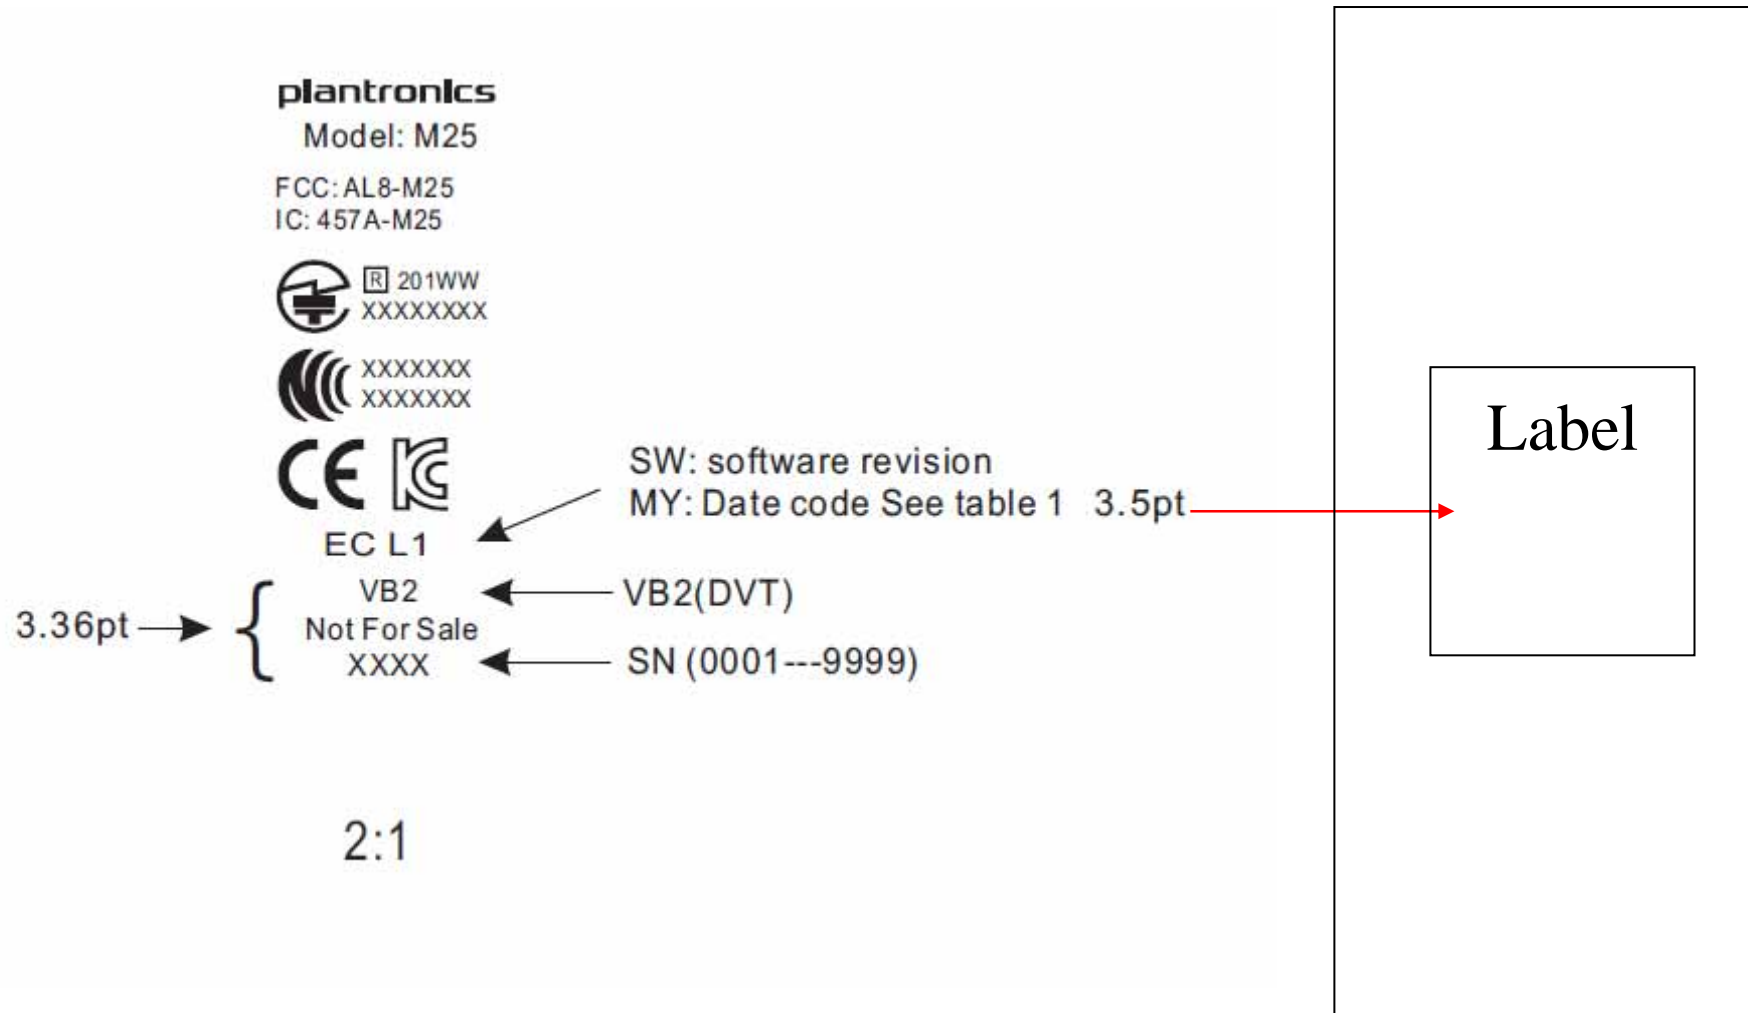 plantronics
Model: M25
FCC: AL8-M25
IC: 457A-M25
R 201WW
XXXXXXXX
XXXXXXX
XXXXXXX
CE KC
EC L1
VB2
Not For Sale
XXXX
3.36pt
SW: software revision
MY: Date code See table 1 3.5pt
VB2(DVT)
SN (0001---9999)
2:1
Label